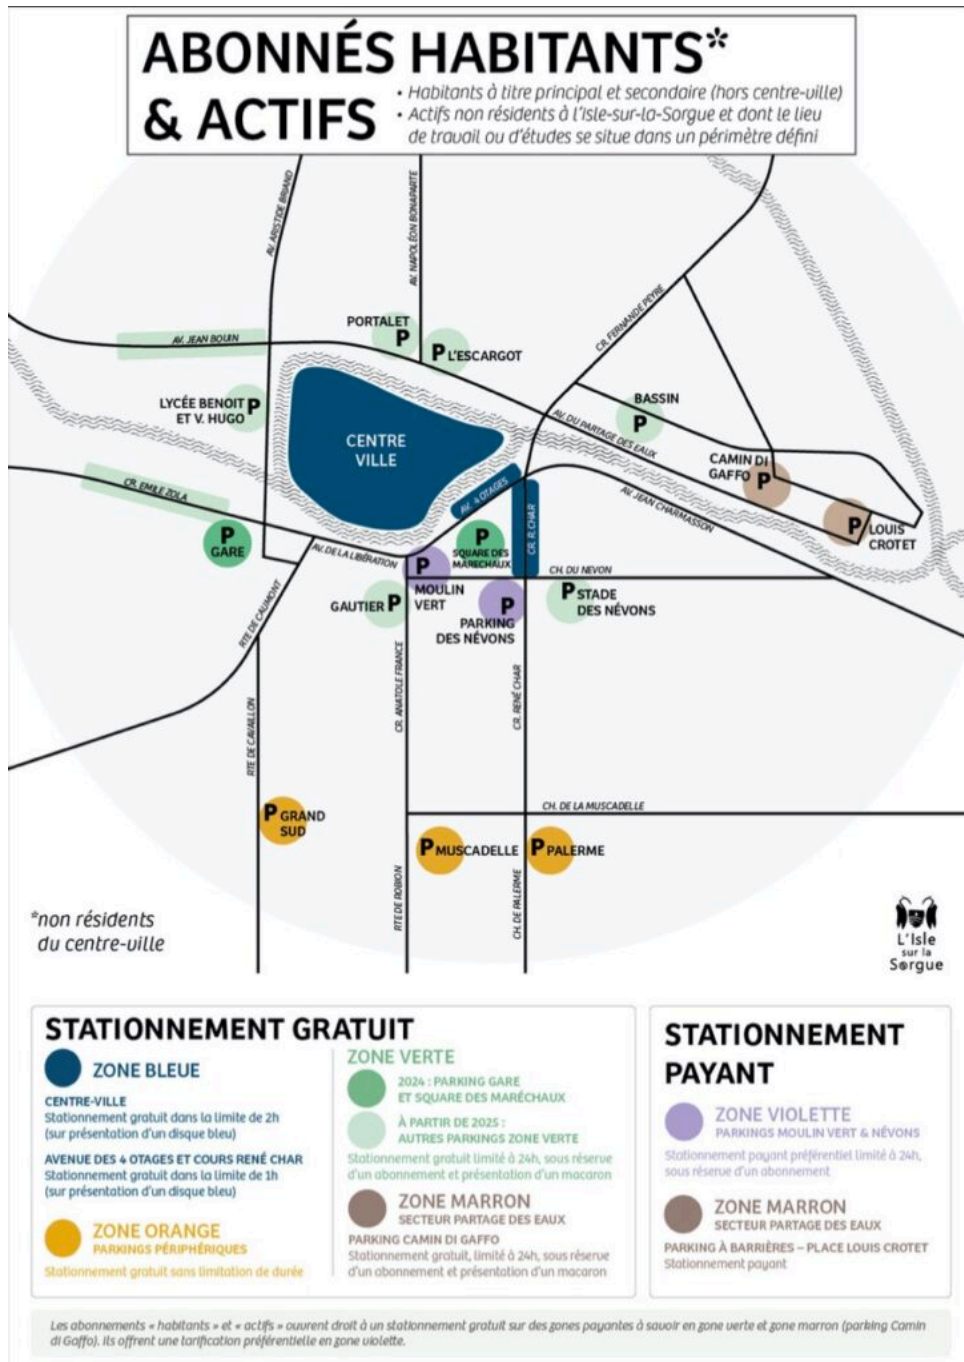 ABONNÉS HABITANTS*
& ACTIFS
• Habitants à titre principal et secondaire (hors centre-ville)
• Actifs non résidents à l'Isle-sur-la-Sorgue et dont le lieu
de travail ou d'études se situe dans un périmètre défini
AV. ARISTIDE BRIAND
AV. NAPOLÉON BONAPARTE
CR. FERNANDE PEYRE
PORTALET
P
P L'ESCARGOT
AV. JEAN BOUIN
LYCÉE BENOIT
ET V. HUGO P
CENTRE
VILLE
BASSIN
P
AV. DU PARTAGE DES EAUX
CAMIN DI
GAFFO P
AV. JEAN CHARMASSON
P LOUIS
CROTET
CR. EMILE ZOLA
AV. 4 OTAGES
CR. R. CHAR
P
GARE
P
SQUARE DES
MARÉCHAUX
AV. DE LA LIBÉRATION
P
MOULIN
VERT
CH. DU NEVON
GAUTIER P
P
PARKING
DES NÉVONS
P STADE
DES NÉVONS
RTE DE CAUMONT
CR. ANATOLE FRANCE
CR. RENÉ CHAR
RTE DE CAVAILLON
CH. DE LA MUSCADELLE
P GRAND
SUD
P MUSCADELLE
P PALERME
RTE DE ROBION
CH. DE PALERME
*non résidents
du centre-ville
L'Isle
sur la
Sorgue
STATIONNEMENT GRATUIT
ZONE BLEUE
CENTRE-VILLE
Stationnement gratuit dans la limite de 2h
(sur présentation d'un disque bleu)
AVENUE DES 4 OTAGES ET COURS RENÉ CHAR
Stationnement gratuit dans la limite de 1h
(sur présentation d'un disque bleu)
ZONE ORANGE
PARKINGS PÉRIPHÉRIQUES
Stationnement gratuit sans limitation de durée
ZONE VERTE
2024 : PARKING GARE
ET SQUARE DES MARÉCHAUX
À PARTIR DE 2025 :
AUTRES PARKINGS ZONE VERTE
Stationnement gratuit limité à 24h, sous réserve
d'un abonnement et présentation d'un macaron
ZONE MARRON
SECTEUR PARTAGE DES EAUX
PARKING CAMIN DI GAFFO
Stationnement gratuit, limité à 24h, sous réserve
d'un abonnement et présentation d'un macaron
STATIONNEMENT
PAYANT
ZONE VIOLETTE
PARKINGS MOULIN VERT & NÉVONS
Stationnement payant préférentiel limité à 24h,
sous réserve d'un abonnement
ZONE MARRON
SECTEUR PARTAGE DES EAUX
PARKING À BARRIÈRES – PLACE LOUIS CROTET
Stationnement payant
Les abonnements « habitants » et « actifs » ouvrent droit à un stationnement gratuit sur des zones payantes à savoir en zone verte et zone marron (parking Camin
di Gaffo). Ils offrent une tarification préférentielle en zone violette.